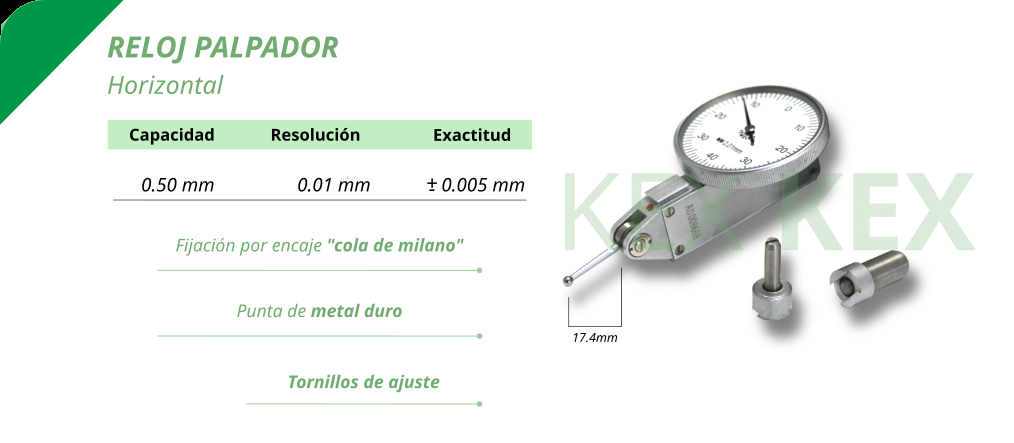 RELOJ PALPADOR
Horizontal
Capacidad Resolución Exactitud
0.50 mm 0.01 mm ± 0.005 mm
Fijación por encaje "cola de milano"
Punta de metal duro
Tornillos de ajuste
KEX KEX
0
10
20
30
40
30
20
10
0.01mm
17.4mm